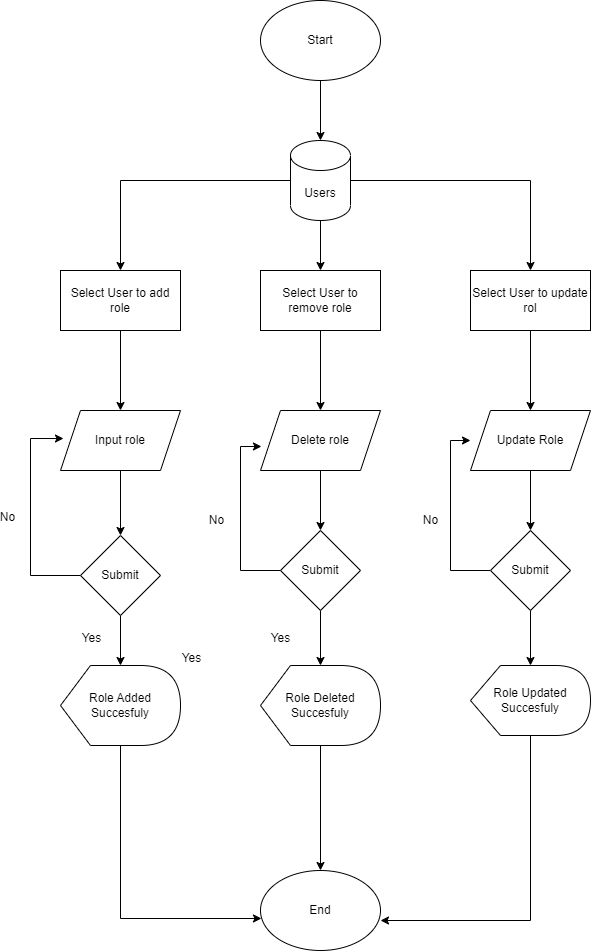 Start
Users
Select User to add
role
Select User to
remove role
Select User to update
rol
Input role
Delete role
Update Role
No
No
No
Submit
Submit
Submit
Yes
Yes
Yes
Role Added
Succesfuly
Role Deleted
Succesfuly
Role Updated
Succesfuly
End